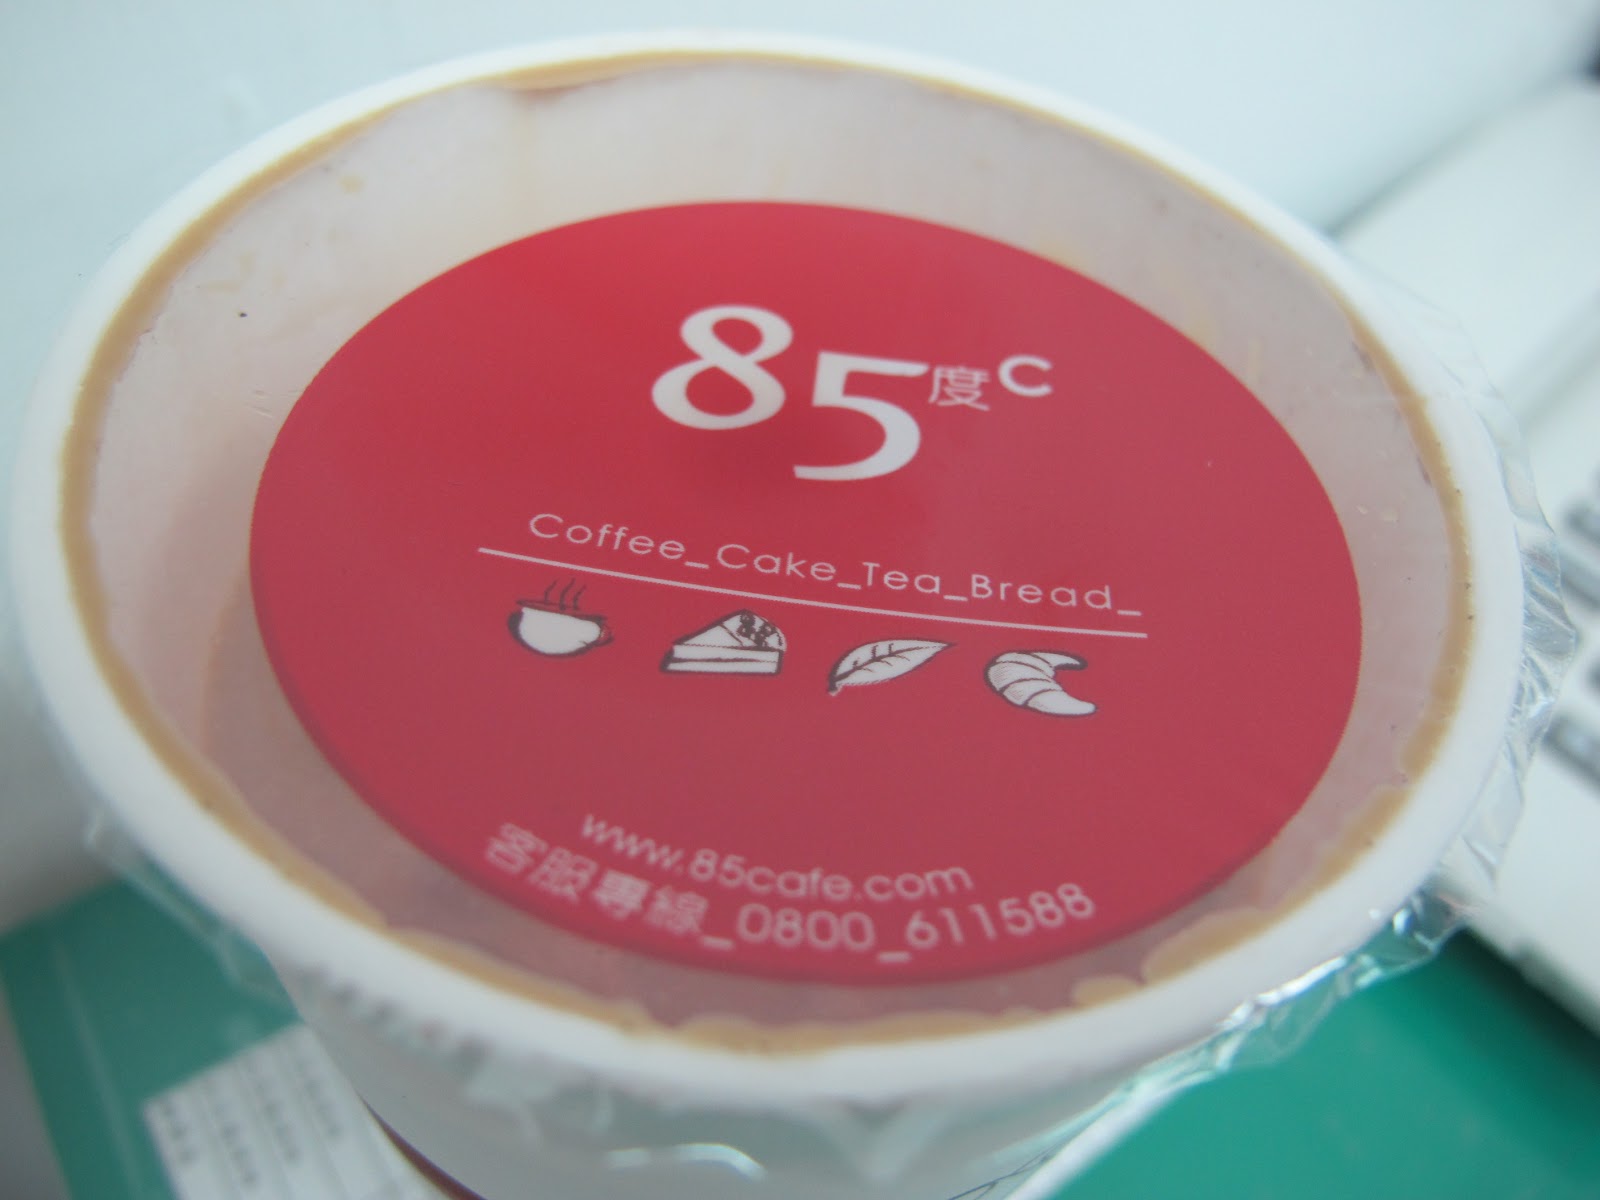 85度C
Coffee_Cake_Tea_Bread_
www.85cafe.com
客服專線_0800_611588